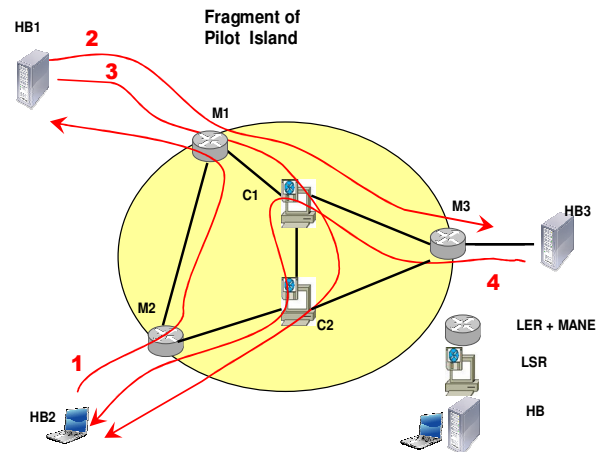 Fragment of
Pilot Island
HB1
2
3
M1
C1
M3
HB3
4
M2
C2
LER + MANE
1
LSR
HB2
HB